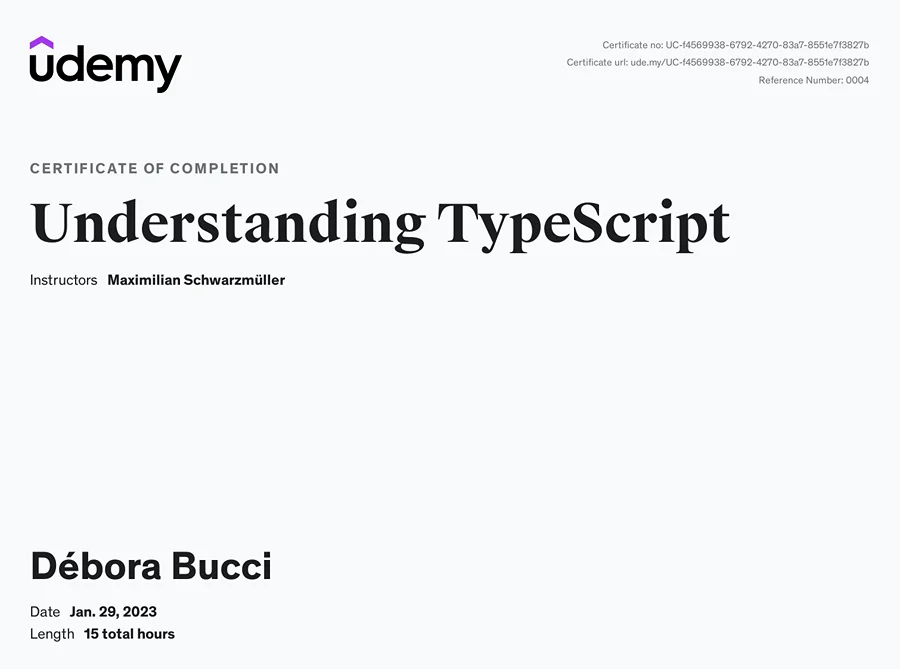 udemy
Certificate no: UC-f4569938-6792-4270-83a7-8551e7f3827b
Certificate url: ude.my/UC-f4569938-6792-4270-83a7-8551e7f3827b
Reference Number: 0004
CERTIFICATE OF COMPLETION
Understanding TypeScript
Instructors Maximilian Schwarzmüller
Débora Bucci
Date Jan. 29, 2023
Length 15 total hours